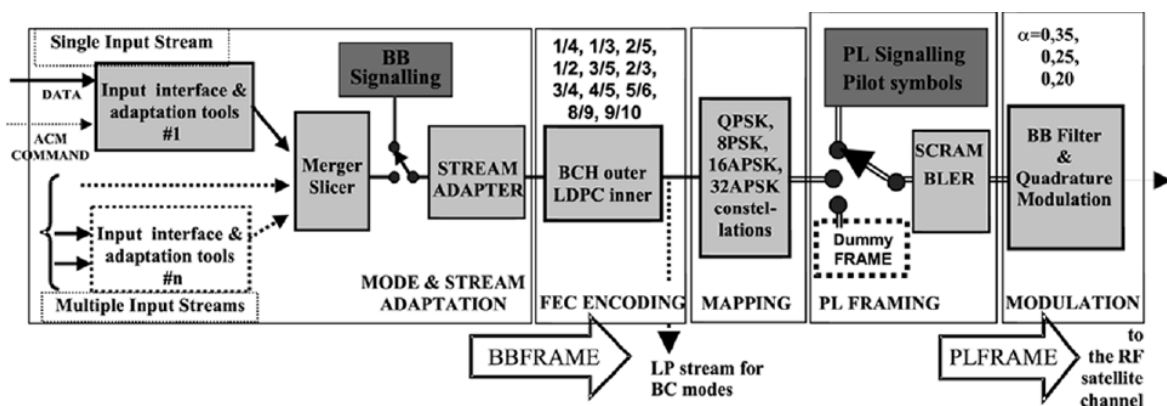 Single Input Stream
DATA
ACM
COMMAND
Input interface &
adaptation tools
#1
Input interface &
adaptation tools
#n
Multiple Input Streams
BB
Signalling
Merger
Slicer
STREAM
ADAPTER
MODE & STREAM
ADAPTATION
1/4, 1/3, 2/5,
1/2, 3/5, 2/3,
3/4, 4/5, 5/6,
8/9, 9/10
BCH outer
LDPC inner
FEC ENCODING
QPSK,
8PSK,
16APSK,
32APSK
constel-
lations
MAPPING
PL Signalling
Pilot symbols
SCRAM
BLER
Dummy
FRAME
PL FRAMING
α=0,35,
0,25,
0,20
BB Filter
&
Quadrature
Modulation
MODULATION
BBFRAME
LP stream for
BC modes
PLFRAME
to
the RF
satellite
channel